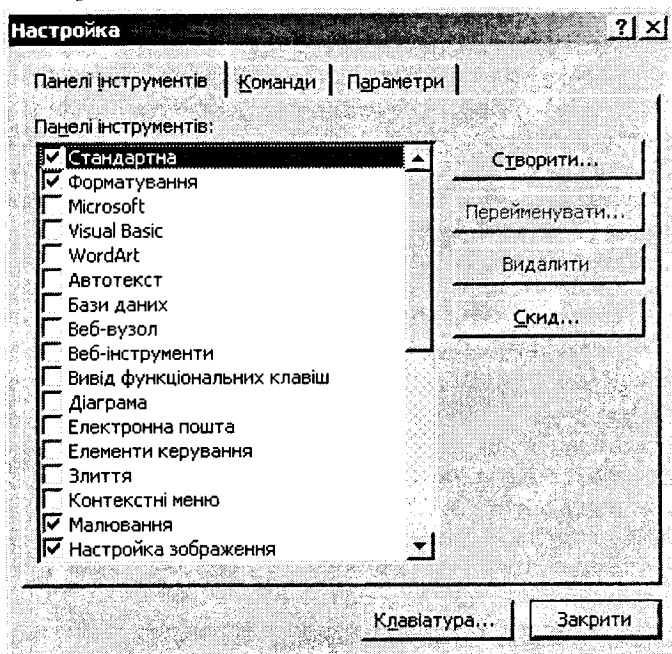 Настройка ? ×
Панелі інструментів Команди Параметри
Панелі інструментів:
Стандартна
Форматування
Microsoft
Visual Basic
WordArt
Автотекст
Бази даних
Веб-вузол
Веб-інструменти
Вивід функціональних клавіш
Діаграма
Електронна пошта
Елементи керування
Злиття
Контекстні меню
Малювання
Настройка зображення
Створити...
Перейменувати...
Видалити
Скид...
Клавіатура... Закрити